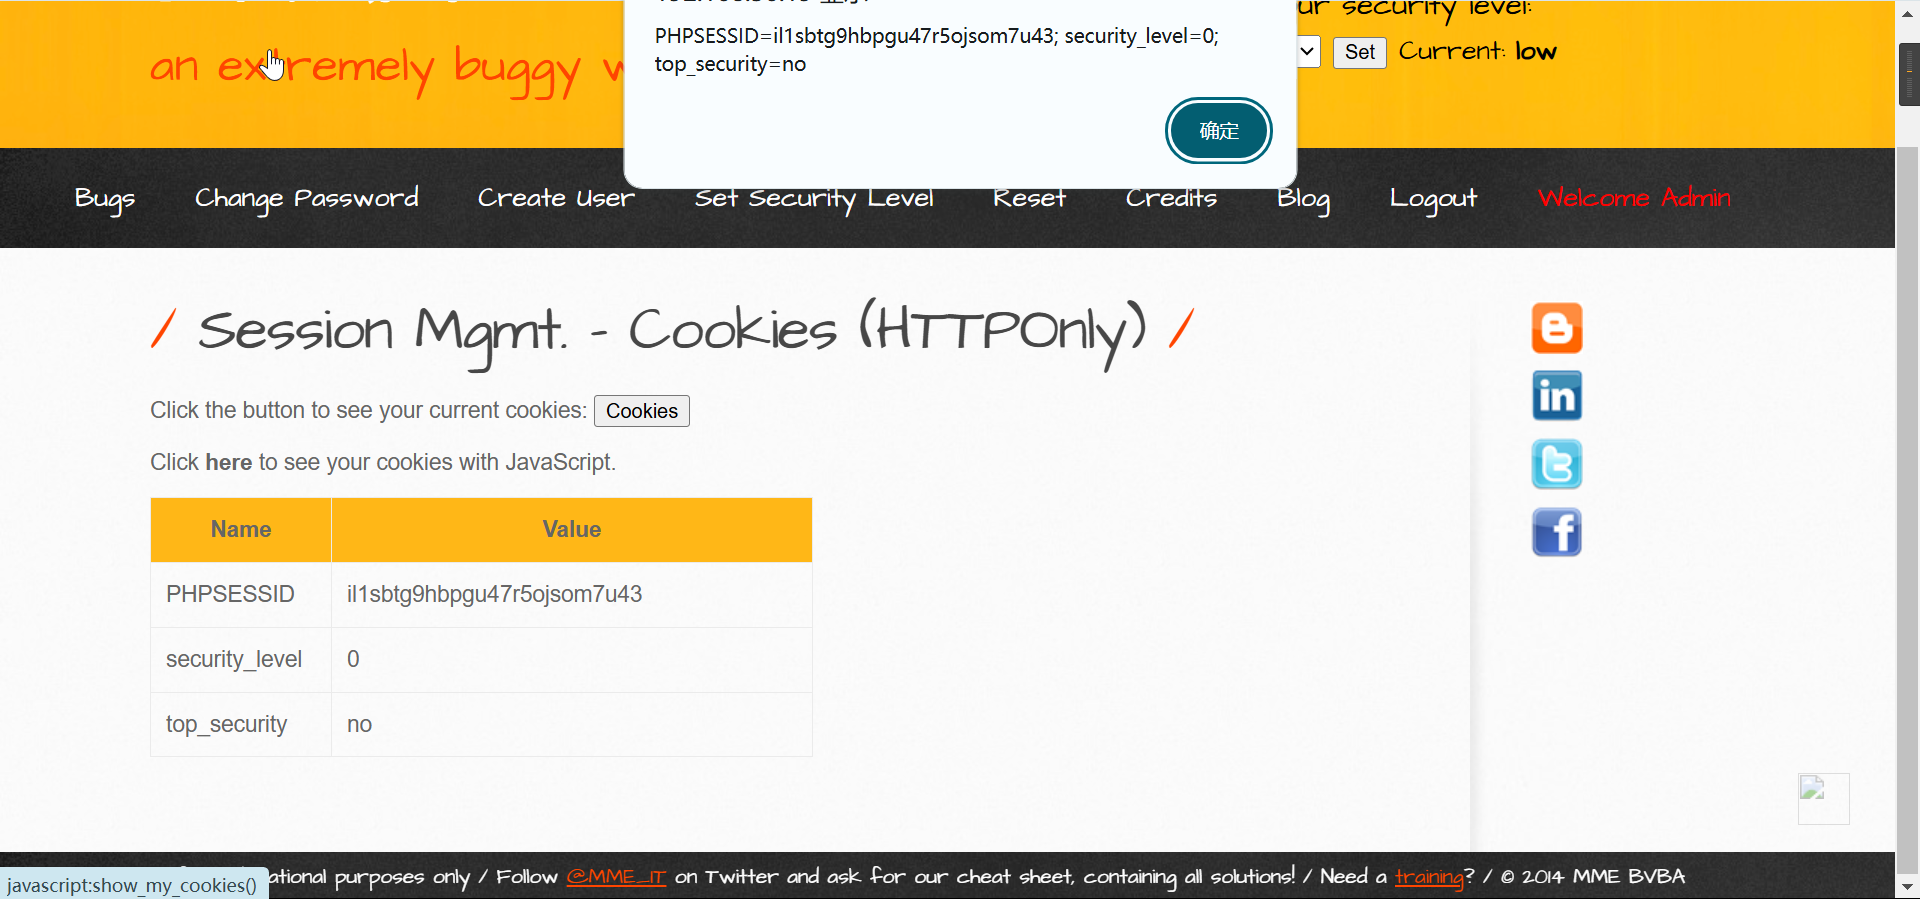 an extremely buggy w
ur security level:
Set Current: low
PHPSESSID=il1sbtg9hbpgu47r5ojsom7u43; security_level=0;
top_security=no
确定
Bugs Change Password Create User Set Security Level Reset Credits Blog Logout Welcome Admin
/ Session Mgmt. - Cookies (HTTPOnly) /
Click the button to see your current cookies: Cookies
Click here to see your cookies with JavaScript.
Name Value
PHPSESSID il1sbtg9hbpgu47r5ojsom7u43
security_level 0
top_security no
ational purposes only / Follow @MME_IT on Twitter and ask for our cheat sheet, containing all solutions! / Need a training? / © 2014 MME BVBA
javascript:show_my_cookies()